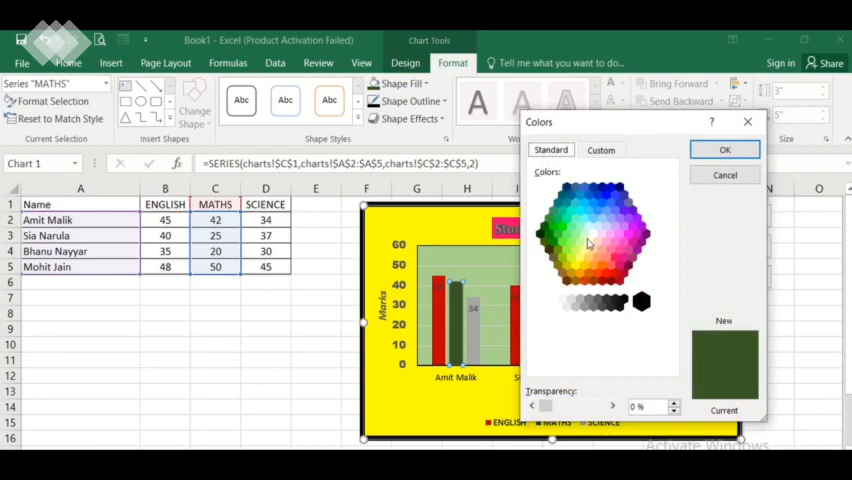 Book1 - Excel (Product Activation Failed)
Chart Tools
File Home Insert Page Layout Formulas Data Review View Design Format Tell me what you want to do... Sign in Share
Series "MATHS"
Format Selection
Reset to Match Style
Current Selection
Change
Shape
Insert Shapes
Abc Abc Abc
Shape Styles
Shape Fill
Shape Outline
Shape Effects
A A A
Bring Forward
Send Backward
3"
5"
Size
Chart 1
fx
=SERIES(charts!$C$1,charts!$A$2:$A$5,charts!$C$2:$C$5,2)
A B C D E F G H I N O
1 Name ENGLISH MATHS SCIENCE
2 Amit Malik 45 42 34
3 Sia Narula 40 25 37
4 Bhanu Nayyar 35 20 30
5 Mohit Jain 48 50 45
6
7
8
9
10
11
12
13
14
15
16
60
50
40
30
20
10
0
Marks
34
Amit Malik
ENGLISH MATHS SCIENCE
Colors
? ×
Standard Custom
OK
Cancel
Colors:
New
Current
Transparency:
0 %
Activate Windows